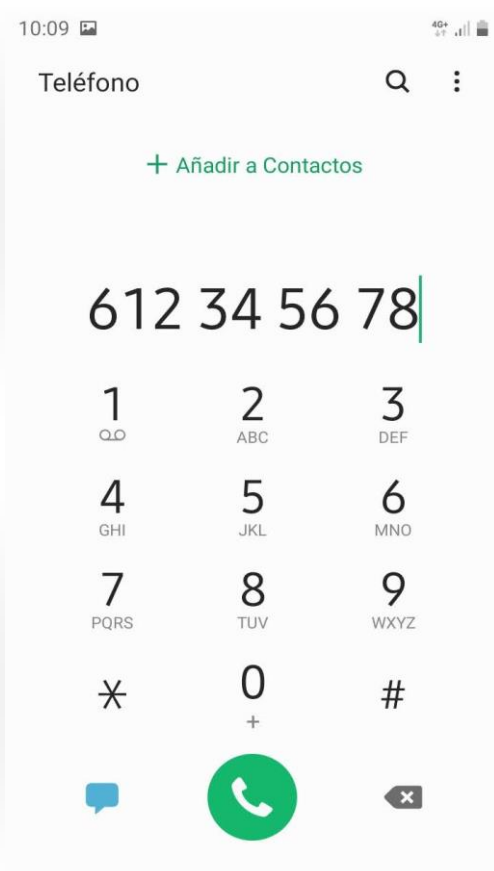 10:09 4G+
Teléfono
+ Añadir a Contactos
612 34 56 78
1 2 3
ABC DEF
4 5 6
GHI JKL MNO
7 8 9
PQRS TUV WXYZ
* 0 #
+